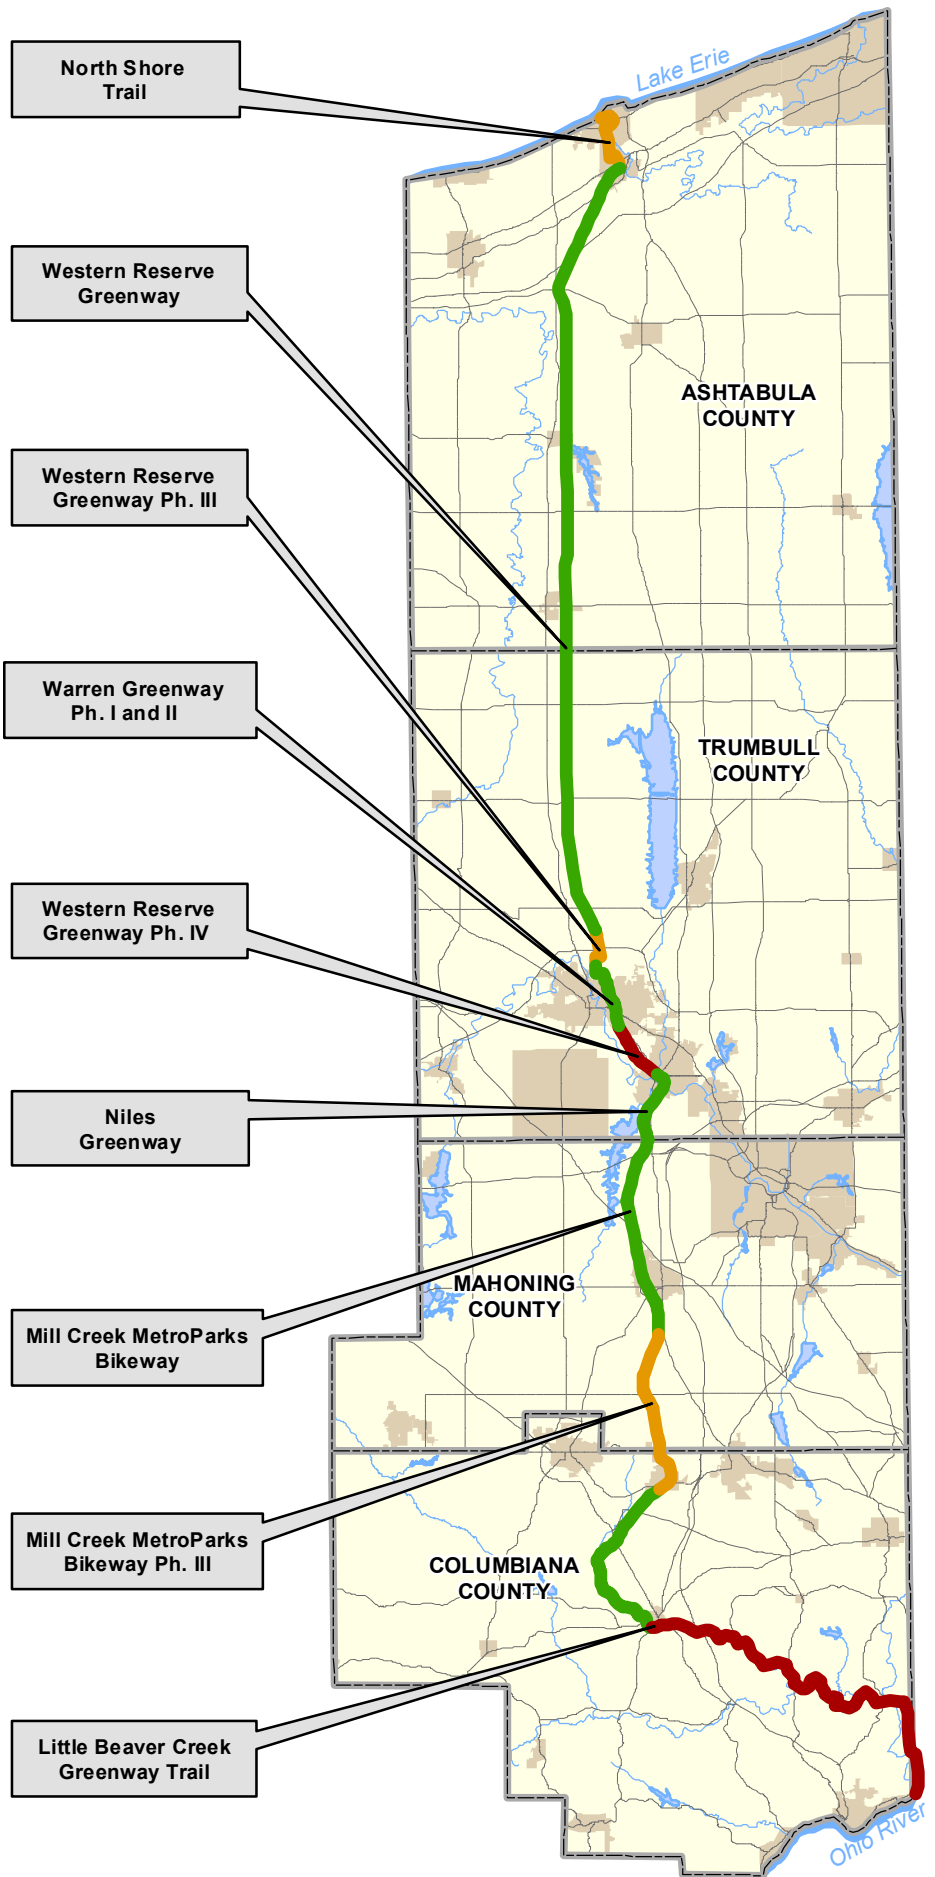 North Shore
Trail
Lake Erie
Western Reserve
Greenway
ASHTABULA
COUNTY
Western Reserve
Greenway Ph. III
Warren Greenway
Ph. I and II
TRUMBULL
COUNTY
Western Reserve
Greenway Ph. IV
Niles
Greenway
MAHONING
COUNTY
Mill Creek MetroParks
Bikeway
Mill Creek MetroParks
Bikeway Ph. III
COLUMBIANA
COUNTY
Little Beaver Creek
Greenway Trail
Ohio River